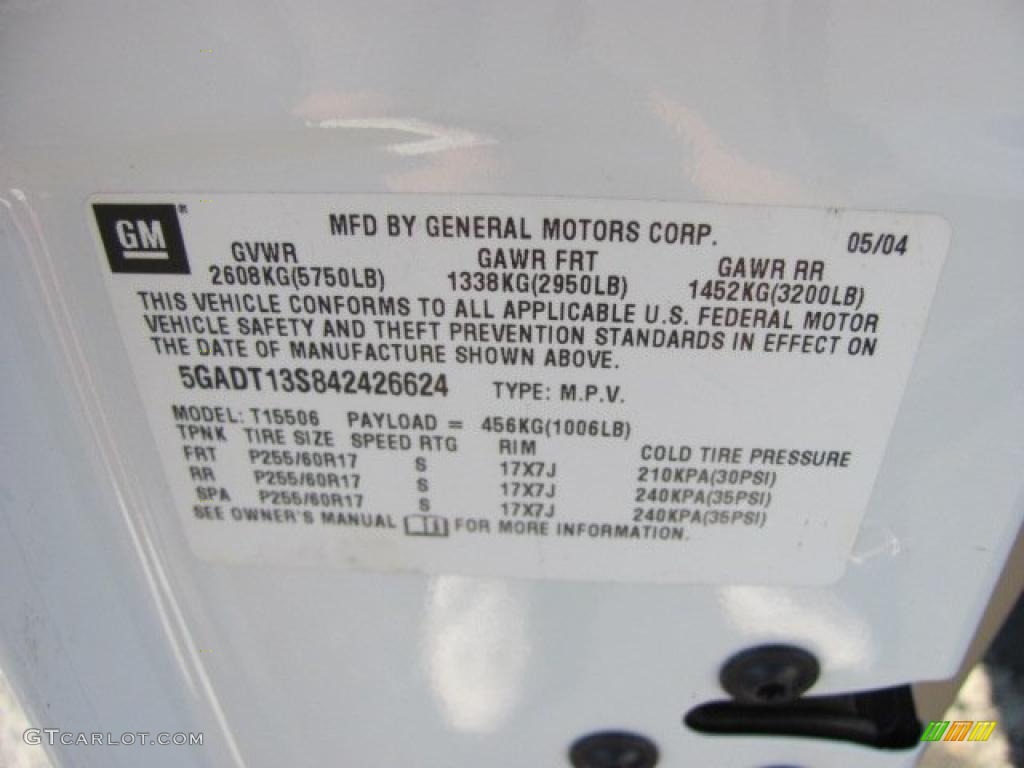 GM®
MFD BY GENERAL MOTORS CORP. 05/04
GVWR GAWR FRT GAWR RR
2608KG(5750LB) 1338KG(2950LB) 1452KG(3200LB)
THIS VEHICLE CONFORMS TO ALL APPLICABLE U.S. FEDERAL MOTOR
VEHICLE SAFETY AND THEFT PREVENTION STANDARDS IN EFFECT ON
THE DATE OF MANUFACTURE SHOWN ABOVE.
5GADT13S842426624 TYPE: M.P.V.
MODEL: T15506 PAYLOAD = 456KG(1006LB)
TPNK TIRE SIZE SPEED RTG RIM COLD TIRE PRESSURE
FRT P255/60R17 S 17X7J 210KPA(30PSI)
RR P255/60R17 S 17X7J 240KPA(35PSI)
SPA P255/60R17 S 17X7J 240KPA(35PSI)
SEE OWNER'S MANUAL FOR MORE INFORMATION.
GTCARLOT.COM